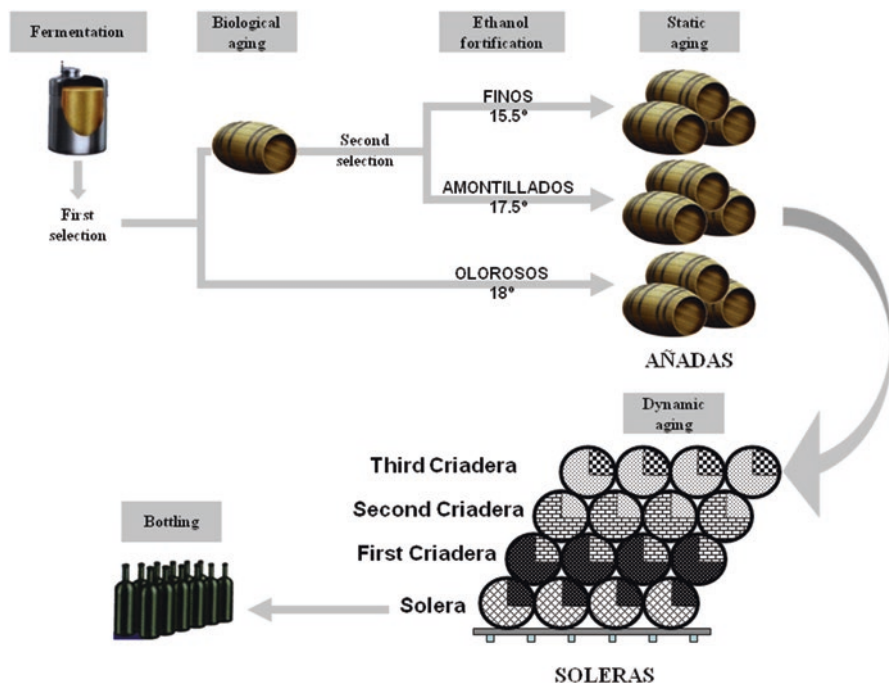 Fermentation
Biological
aging
Ethanol
fortification
Static
aging
First
selection
Second
selection
FINOS
15.5°
AMONTILLADOS
17.5°
OLOROSOS
18°
AÑADAS
Dynamic
aging
Third Criadera
Second Criadera
First Criadera
Solera
SOLERAS
Bottling